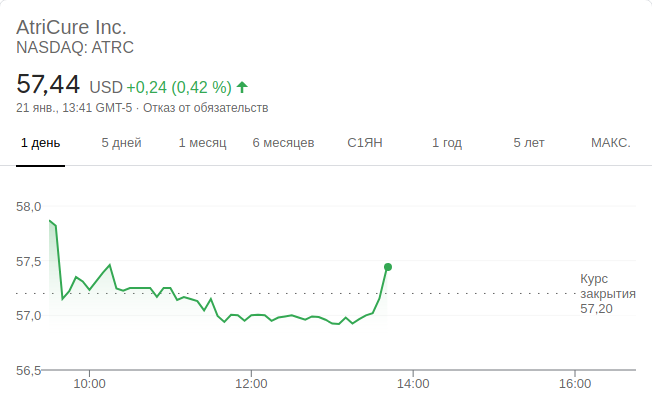 AtriCure Inc.
NASDAQ: ATRC
57,44 USD +0,24 (0,42 %)
21 янв., 13:41 GMT-5 · Отказ от обязательств
1 день 5 дней 1 месяц 6 месяцев С1ЯН 1 год 5 лет МАКС.
58,0
57,5
57,0
56,5
Курс
закрытия
57,20
10:00 12:00 14:00 16:00